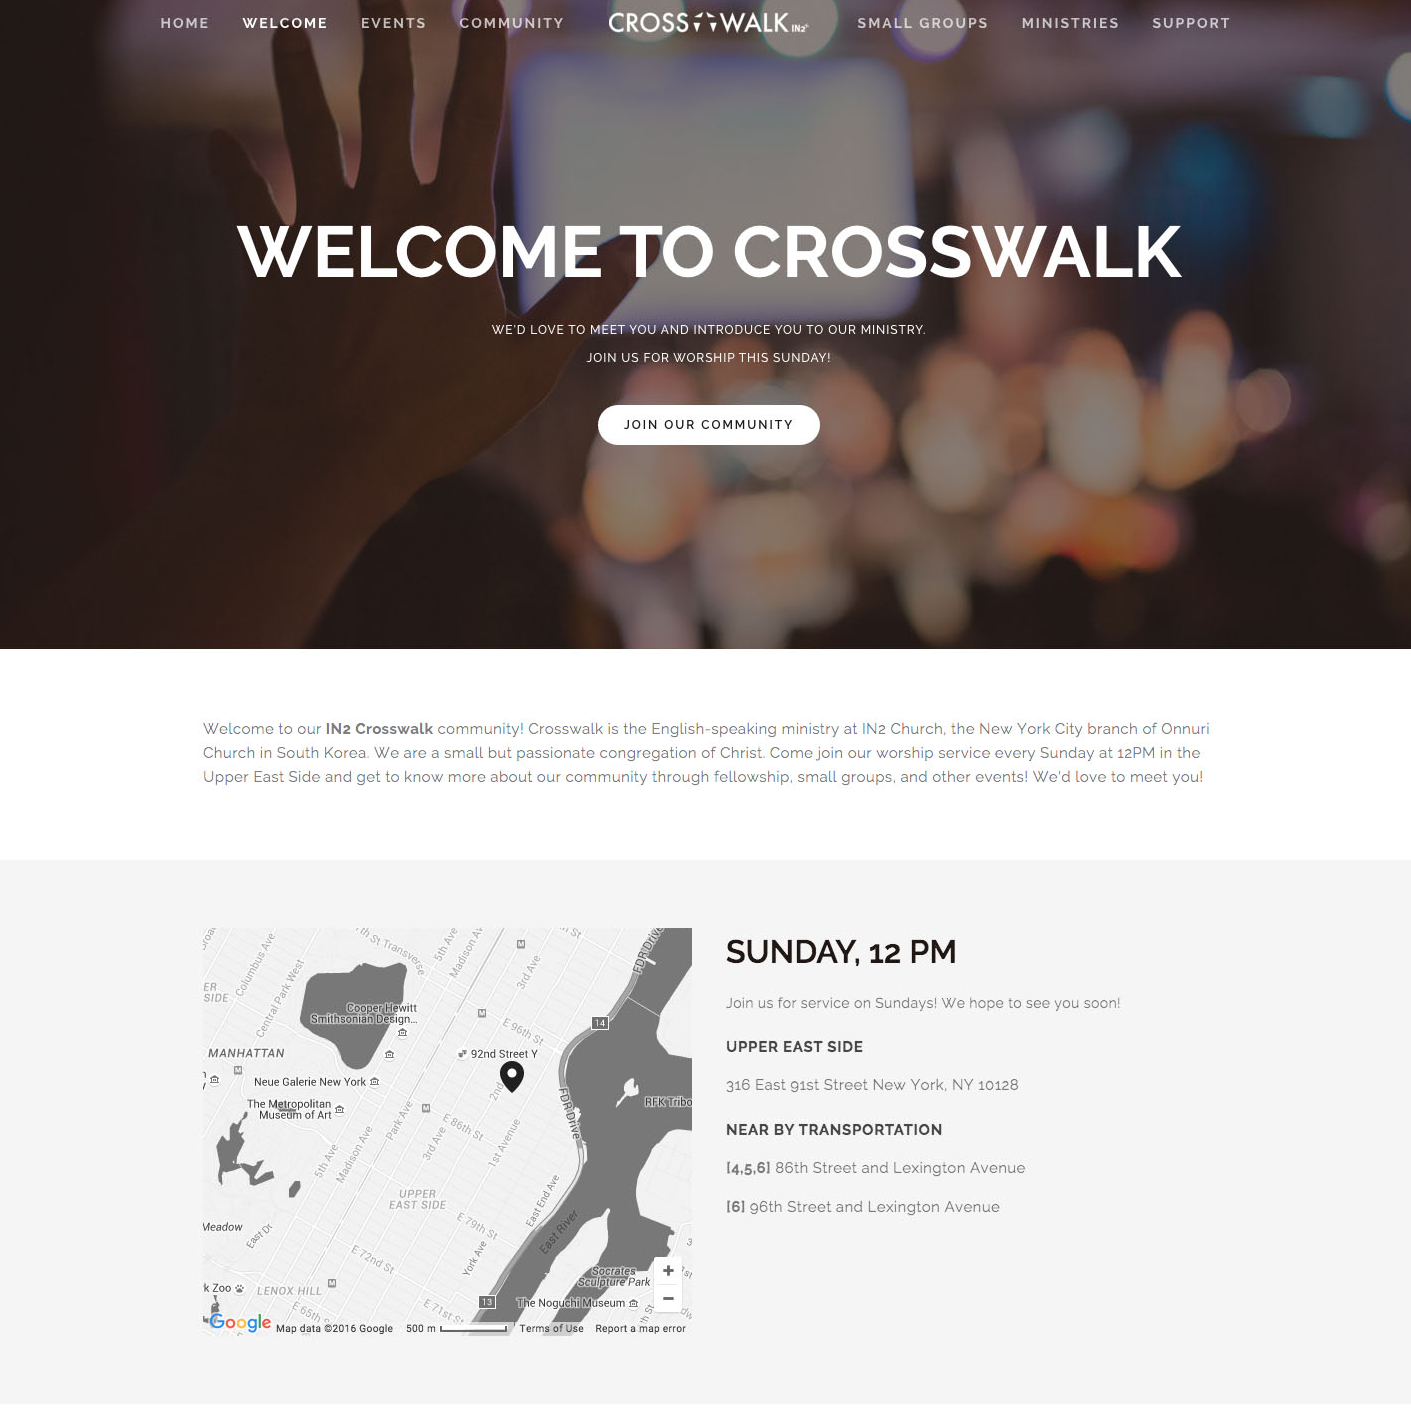 HOME WELCOME EVENTS COMMUNITY CROSSWALK IN2 SMALL GROUPS MINISTRIES SUPPORT
WELCOME TO CROSSWALK
WE'D LOVE TO MEET YOU AND INTRODUCE YOU TO OUR MINISTRY.
JOIN US FOR WORSHIP THIS SUNDAY!
JOIN OUR COMMUNITY
Welcome to our IN2 Crosswalk community! Crosswalk is the English-speaking ministry at IN2 Church, the New York City branch of Onnuri
Church in South Korea. We are a small but passionate congregation of Christ. Come join our worship service every Sunday at 12PM in the
Upper East Side and get to know more about our community through fellowship, small groups, and other events! We'd love to meet you!
Columbus Ave
Central Park West
th St Transverse
5th Ave
Madison Ave
3rd Ave
FDR Drive
ER
SIDE
Cooper Hewitt
Smithsonian Design...
E 96th St
14
MANHATTAN
92nd Street Y
Neue Galerie New York
2nd
The Metropolitan
Museum of Art
Park Ave
E 86th St
FDR Drive
RFK Tribo
5th Ave
Madison Ave
3rd Ave
1st Avenue
UPPER
EAST SIDE
East End Ave
Meadow
East Dr
E 79th St
East River
E 72nd St
York Ave
Socrates
Sculpture Park
k Zoo
LENOX HILL
E 65th St
E 71st St
13
The Noguchi Museum
Google Map data ©2016 Google 500 m Terms of Use Report a map error
SUNDAY, 12 PM
Join us for service on Sundays! We hope to see you soon!
UPPER EAST SIDE
316 East 91st Street New York, NY 10128
NEAR BY TRANSPORTATION
[4,5,6] 86th Street and Lexington Avenue
[6] 96th Street and Lexington Avenue